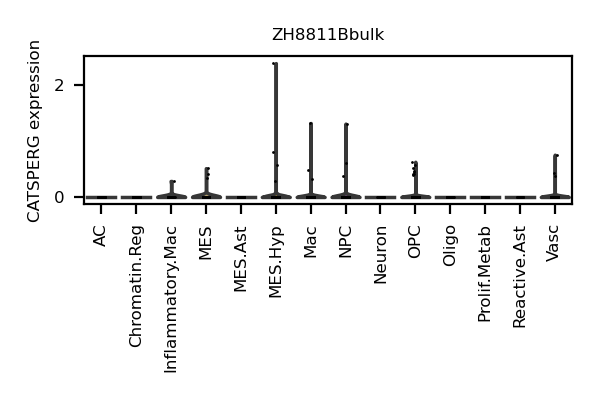 ZH8811Bbulk
CATSPERG expression
2
0
AC
Chromatin.Reg
Inflammatory.Mac
MES
MES.Ast
MES.Hyp
Mac
NPC
Neuron
OPC
Oligo
Prolif.Metab
Reactive.Ast
Vasc